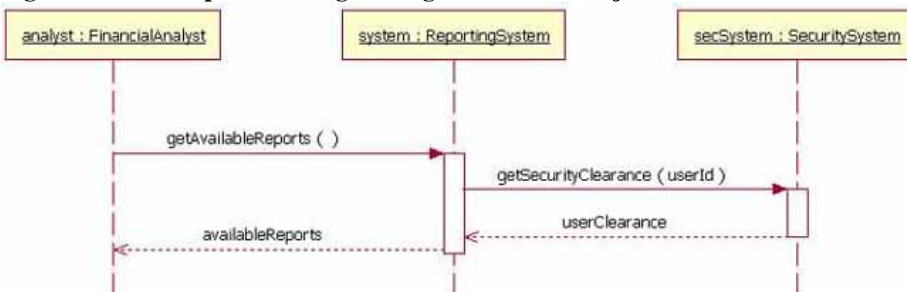 analyst : FinancialAnalyst
system : ReportingSystem
secSystem : SecuritySystem
getAvailableReports ( )
getSecurityClearance ( userId )
userClearance
availableReports